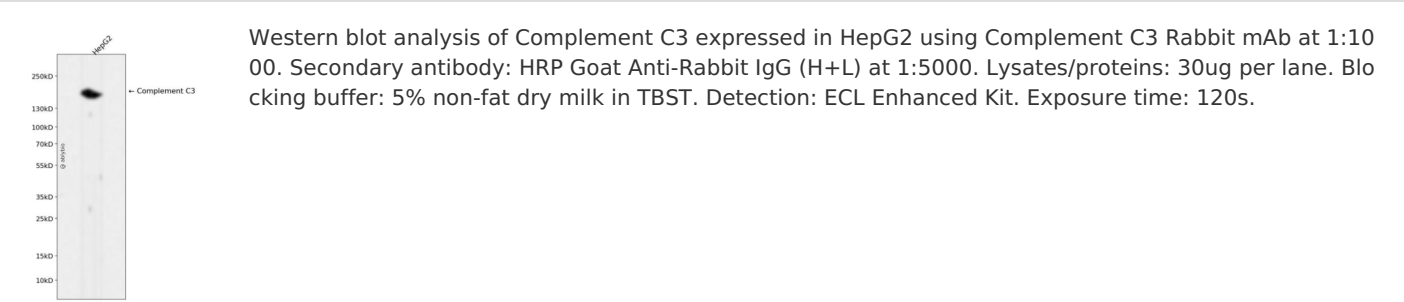 HepG2
Western blot analysis of Complement C3 expressed in HepG2 using Complement C3 Rabbit mAb at 1:10
00. Secondary antibody: HRP Goat Anti-Rabbit IgG (H+L) at 1:5000. Lysates/proteins: 30ug per lane. Blo
cking buffer: 5% non-fat dry milk in TBST. Detection: ECL Enhanced Kit. Exposure time: 120s.
250kD
← Complement C3
130kD
100kD
70kD
55kD
35kD
25kD
15kD
10kD